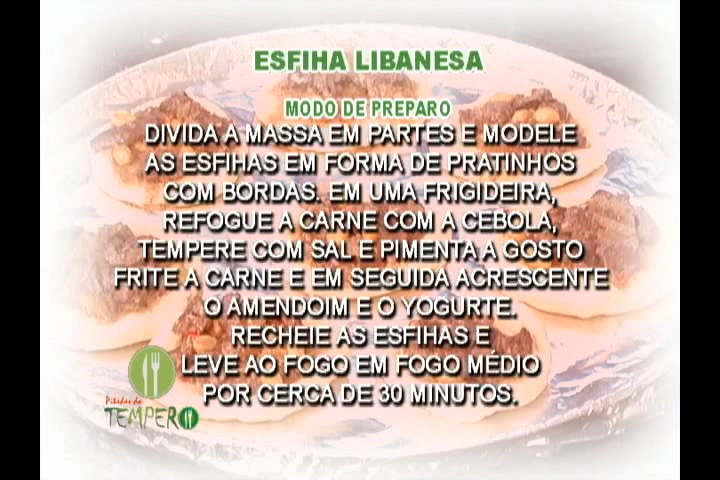 ESFIHA LIBANESA
MODO DE PREPARO
DIVIDA A MASSA EM PARTES E MODELE
AS ESFIHAS EM FORMA DE PRATINHOS
COM BORDAS. EM UMA FRIGIDEIRA,
REFOGUE A CARNE COM A CEBOLA,
TEMPERE COM SAL E PIMENTA A GOSTO
FRITE A CARNE E EM SEGUIDA ACRESCENTE
O AMENDOIM E O YOGURTE.
RECHEIE AS ESFIHAS E
LEVE AO FOGO EM FOGO MÉDIO
POR CERCA DE 30 MINUTOS.
Pitadas do
TEMPERO